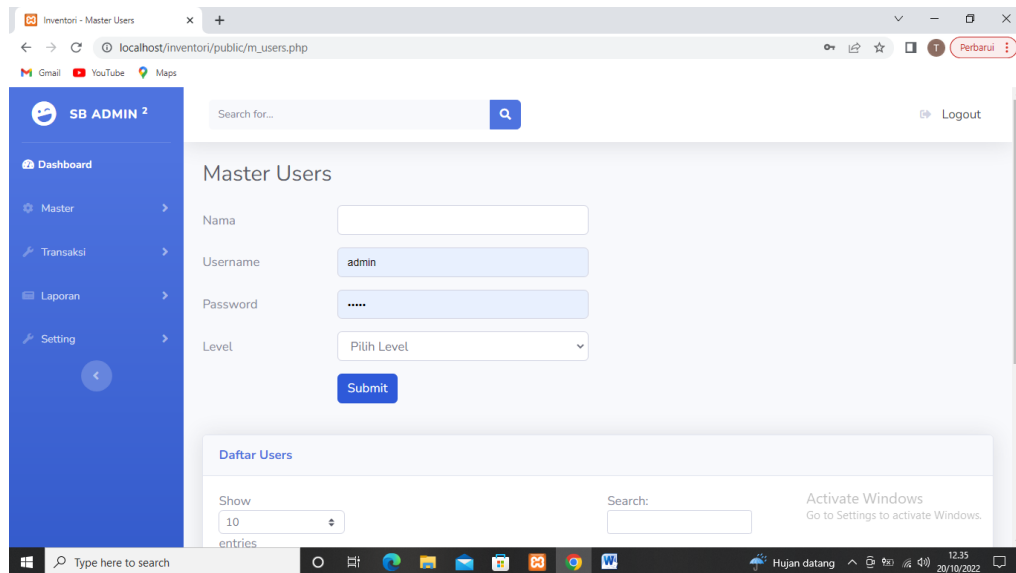 Inventori - Master Users
localhost/inventori/public/m_users.php
T
Perbarui
Gmail YouTube Maps
SB ADMIN 2
Search for...
Logout
Dashboard
Master
Transaksi
Laporan
Setting
Master Users
Nama
Username admin
Password •••••
Level Pilih Level
Submit
Daftar Users
Show
10
entries
Search:
Activate Windows
Go to Settings to activate Windows.
Type here to search
W
Hujan datang
12.35
20/10/2022